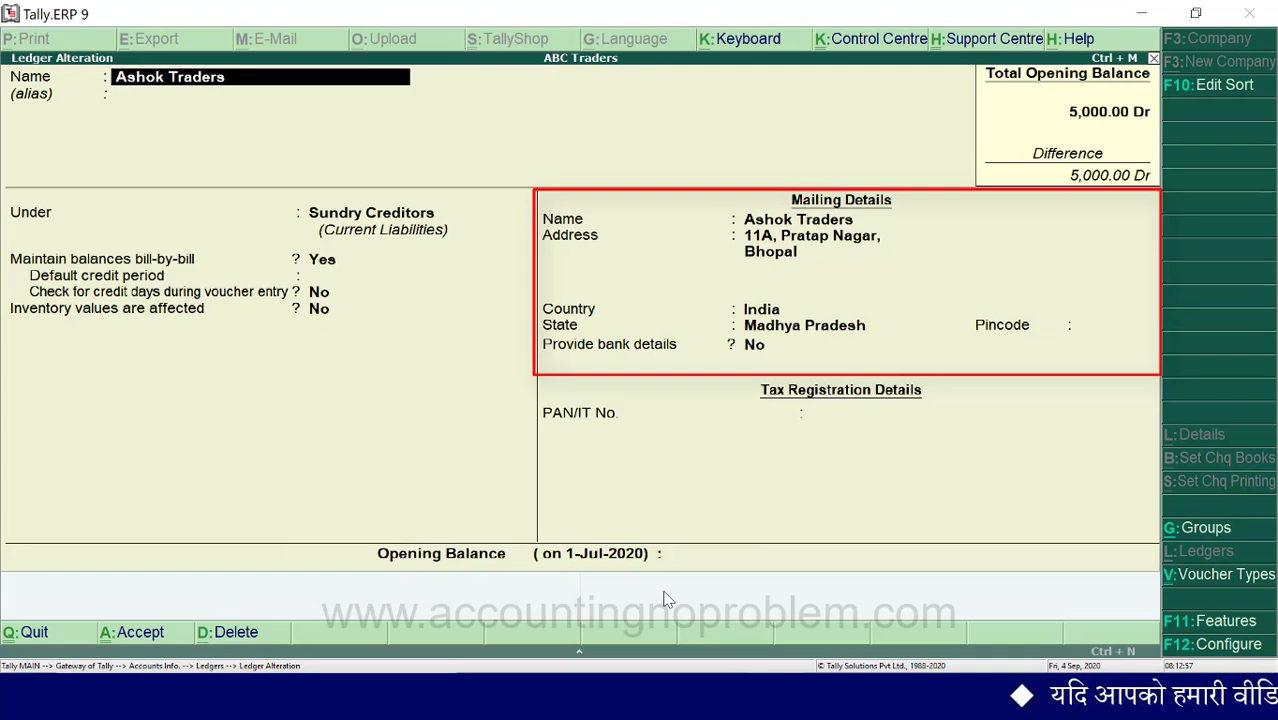 Tally.ERP 9
P: Print E: Export M: E-Mail O: Upload S: TallyShop G: Language K: Keyboard K: Control Centre H: Support Centre H: Help
F3: Company
F3: New Company
F10: Edit Sort
Ledger Alteration ABC Traders Ctrl + M
Name : Ashok Traders
(alias) :
Total Opening Balance
5,000.00 Dr
Difference
5,000.00 Dr
Under : Sundry Creditors
(Current Liabilities)
Maintain balances bill-by-bill ? Yes
Default credit period :
Check for credit days during voucher entry ? No
Inventory values are affected ? No
Mailing Details
Name : Ashok Traders
Address : 11A, Pratap Nagar,
Bhopal
Country : India
State : Madhya Pradesh Pincode :
Provide bank details ? No
Tax Registration Details
PAN/IT No. :
Opening Balance ( on 1-Jul-2020) :
L: Details
B: Set Chq Books
S: Set Chq Printing
G: Groups
L: Ledgers
V: Voucher Types
F11: Features
F12: Configure
www.accountingnoproblem.com
Q: Quit A: Accept D: Delete
Ctrl + N
Tally MAIN --> Gateway of Tally --> Accounts Info. --> Ledgers --> Ledger Alteration © Tally Solutions Pvt Ltd., 1988-2020 Fri, 4 Sep, 2020 08:12:57
यदि आपको हमारी वीडि